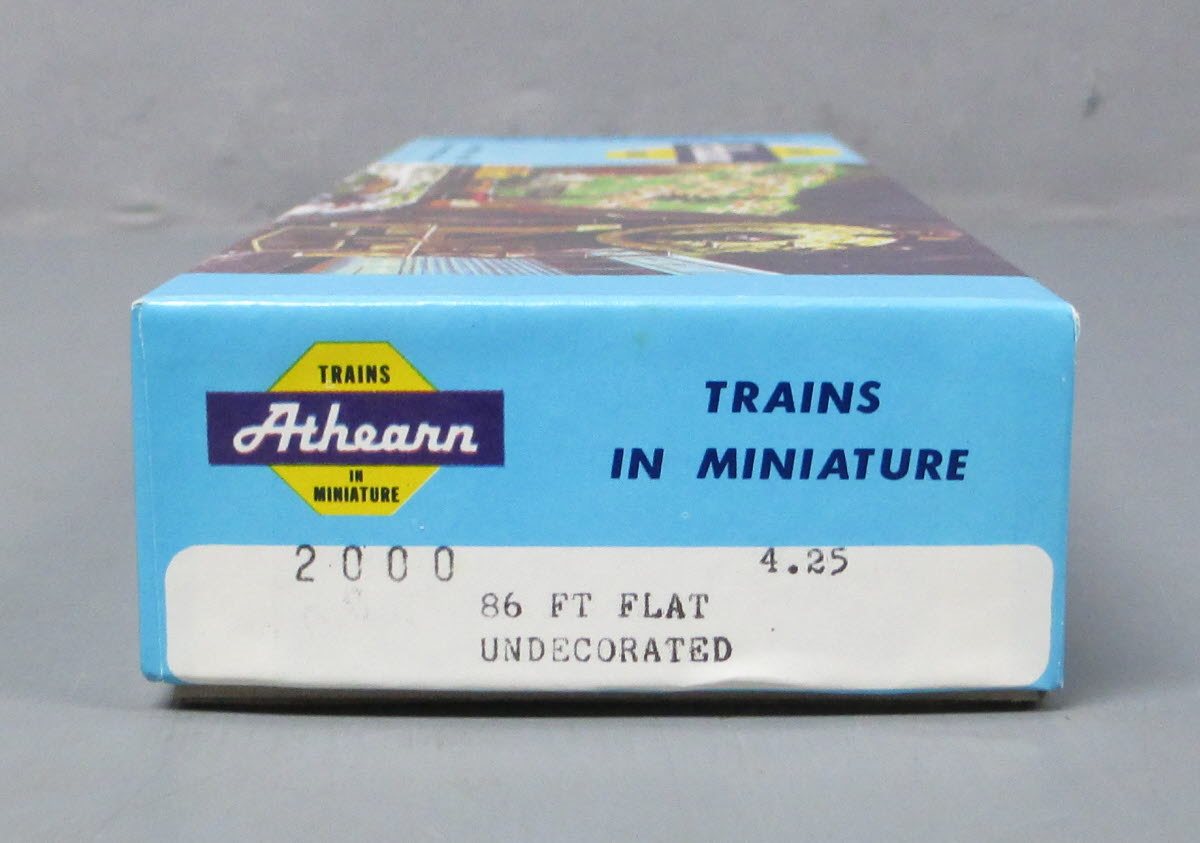 TRAINS
Athearn
IN
MINIATURE
TRAINS
IN MINIATURE
2000 4.25
86 FT FLAT
UNDECORATED